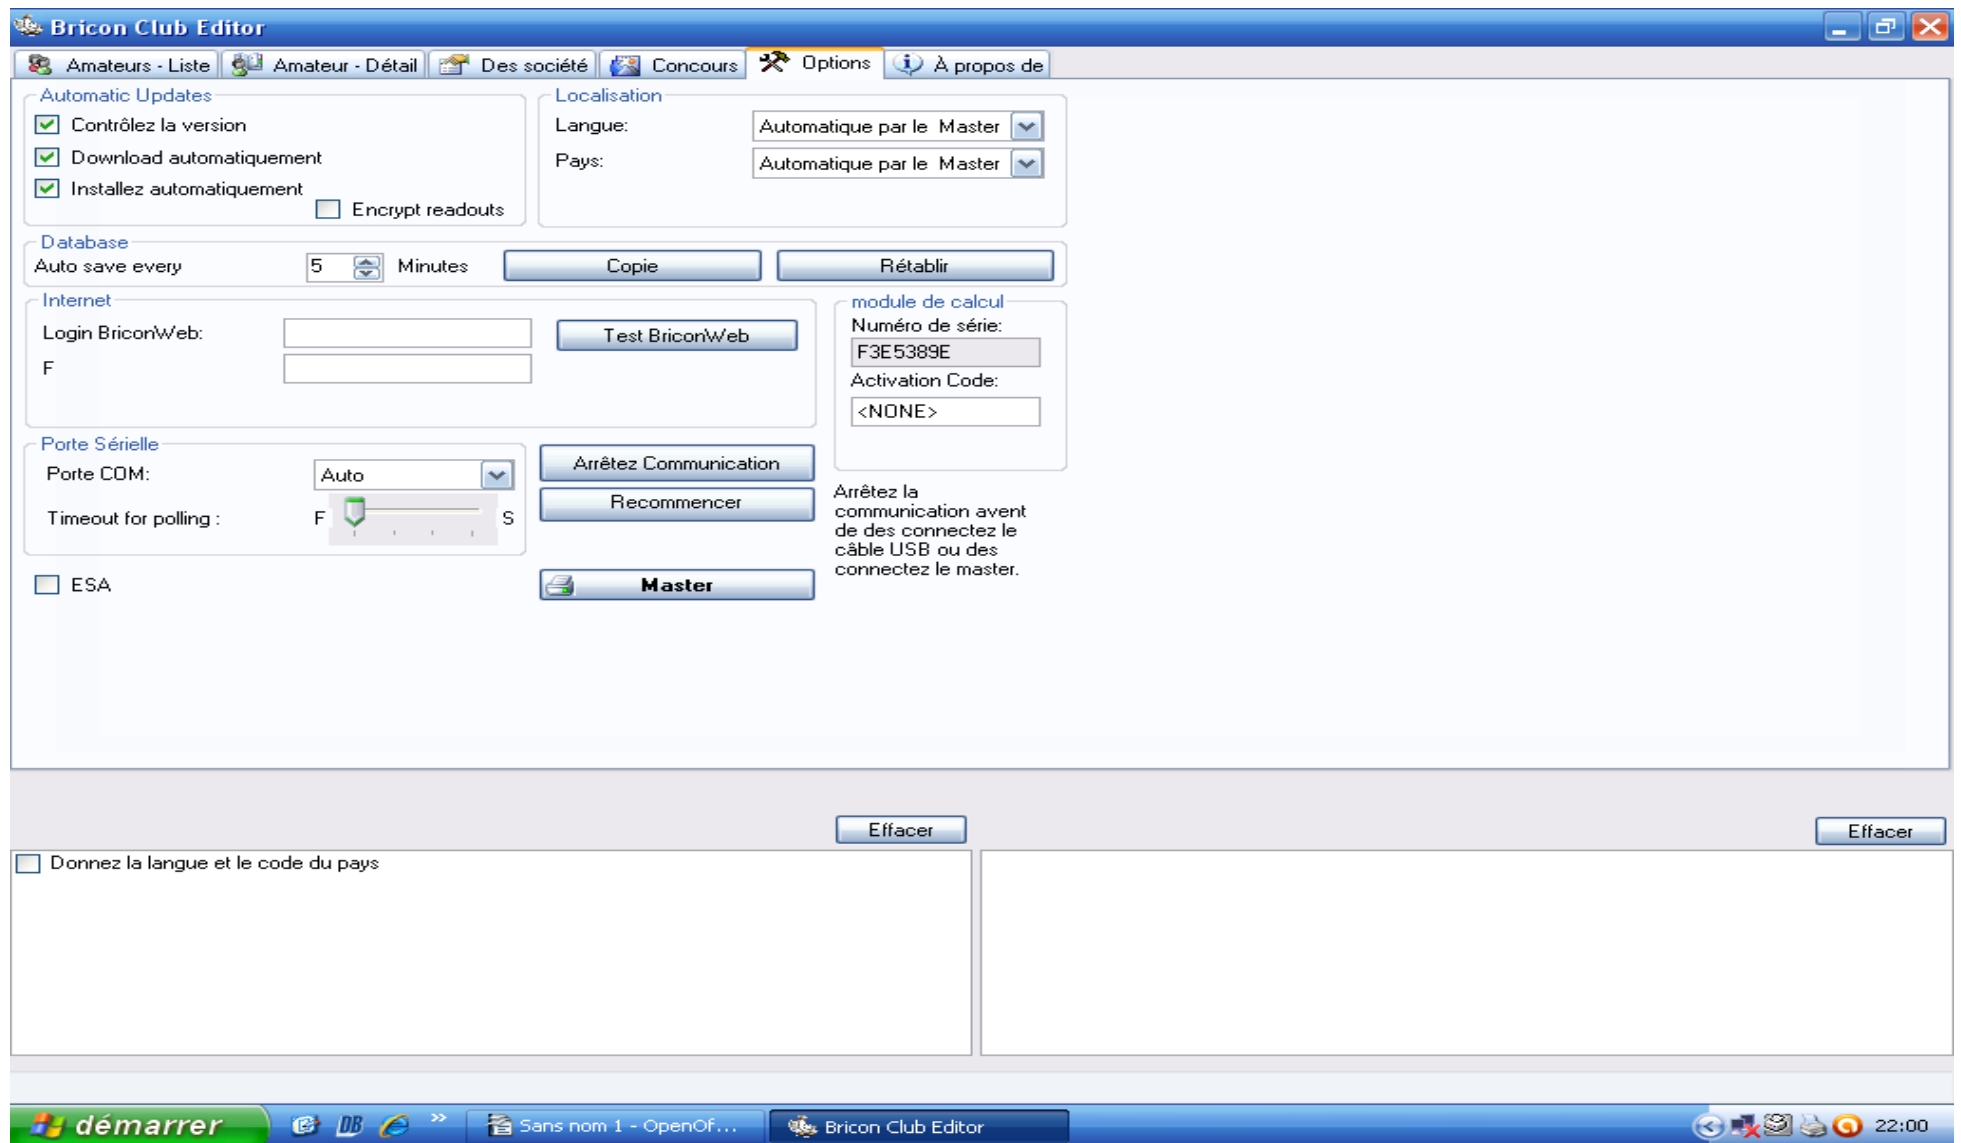 Bricon Club Editor
Amateurs - Liste
Amateur - Détail
Des société
Concours
Options
À propos de
Automatic Updates
Contrôlez la version
Download automatiquement
Installez automatiquement
Encrypt readouts
Localisation
Langue:
Automatique par le Master
Pays:
Automatique par le Master
Database
Auto save every
5
Minutes
Copie
Rétablir
Internet
Login BriconWeb:
Test BriconWeb
F
module de calcul
Numéro de série:
F3E5389E
Activation Code:
<NONE>
Porte Sérielle
Porte COM:
Auto
Timeout for polling :
F
S
Arrêtez Communication
Recommencer
Arrêtez la
communication avent
de des connectez le
câble USB ou des
connectez le master.
ESA
Master
Effacer
Effacer
Donnez la langue et le code du pays
démarrer
DB
»
Sans nom 1 - OpenOf...
Bricon Club Editor
22:00